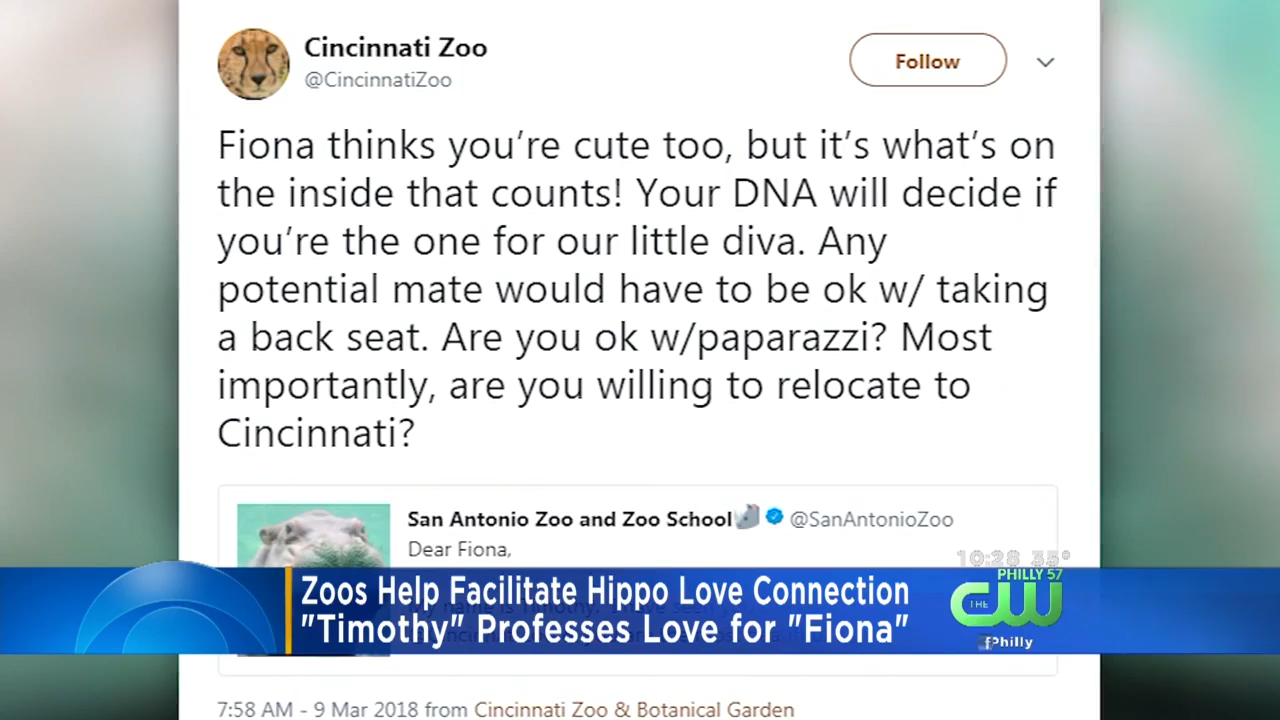 Cincinnati Zoo
@CincinnatiZoo
Follow
Fiona thinks you're cute too, but it's what's on
the inside that counts! Your DNA will decide if
you're the one for our little diva. Any
potential mate would have to be ok w/ taking
a back seat. Are you ok w/paparazzi? Most
importantly, are you willing to relocate to
Cincinnati?
San Antonio Zoo and Zoo School @SanAntonioZoo
Dear Fiona,
10:28 35°
Zoos Help Facilitate Hippo Love Connection
"Timothy" Professes Love for "Fiona"
PHILLY 57
THE CW
Philly
7:58 AM - 9 Mar 2018 from Cincinnati Zoo & Botanical Garden